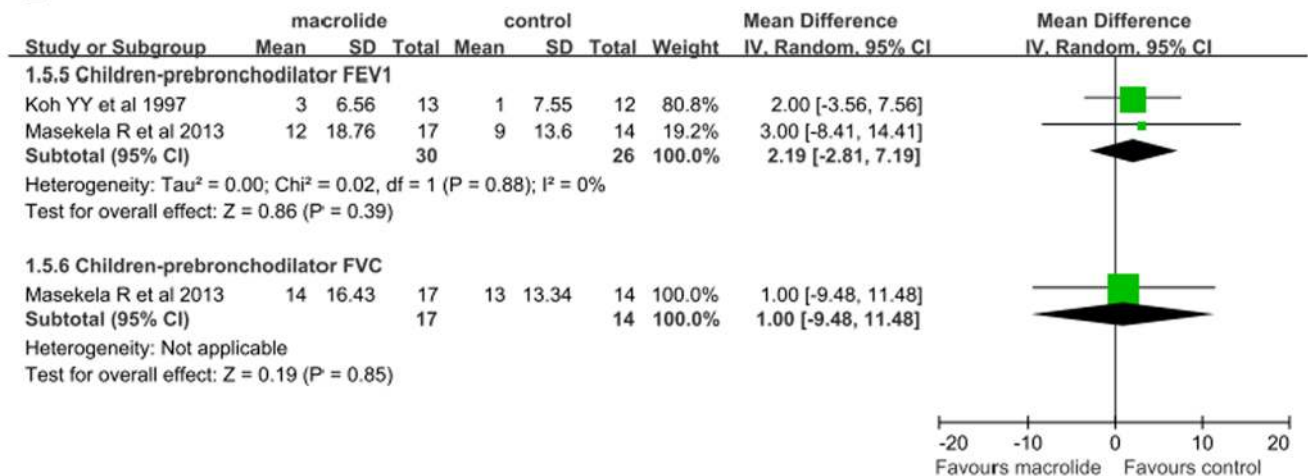 macrolide control Mean Difference Mean Difference
Study or Subgroup Mean SD Total Mean SD Total Weight IV, Random, 95% CI IV, Random, 95% CI
1.5.5 Children-prebronchodilator FEV1
Koh YY et al 1997 3 6.56 13 1 7.55 12 80.8% 2.00 [-3.56, 7.56]
Masekela R et al 2013 12 18.76 17 9 13.6 14 19.2% 3.00 [-8.41, 14.41]
Subtotal (95% CI) 30 26 100.0% 2.19 [-2.81, 7.19]
Heterogeneity: Tau² = 0.00; Chi² = 0.02, df = 1 (P = 0.88); I² = 0%
Test for overall effect: Z = 0.86 (P = 0.39)
1.5.6 Children-prebronchodilator FVC
Masekela R et al 2013 14 16.43 17 13 13.34 14 100.0% 1.00 [-9.48, 11.48]
Subtotal (95% CI) 17 14 100.0% 1.00 [-9.48, 11.48]
Heterogeneity: Not applicable
Test for overall effect: Z = 0.19 (P = 0.85)
-20 -10 0 10 20
Favours macrolide Favours control